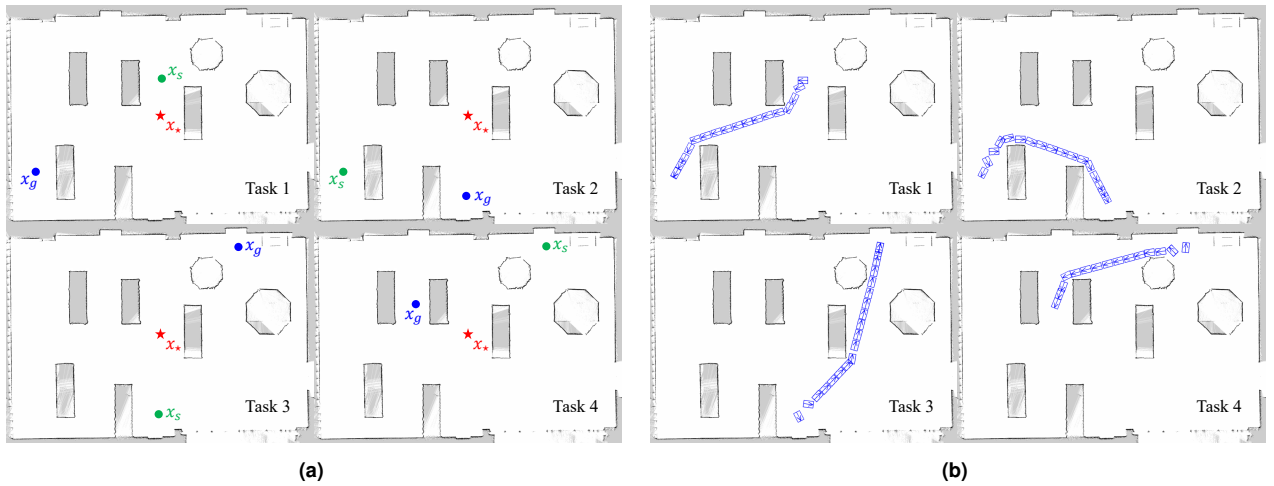 x_s
x_⋆
x_g
Task 1
x_⋆
x_s
x_g
Task 2
Task 1
Task 2
x_g
x_⋆
x_s
Task 3
x_s
x_g
x_⋆
Task 4
Task 3
Task 4
(a)
(b)